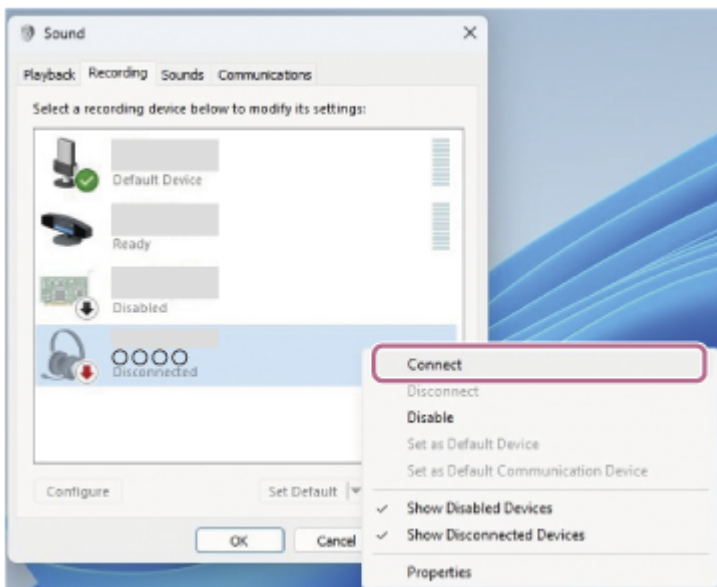 Sound
Playback Recording Sounds Communications
Select a recording device below to modify its settings:
Default Device
Ready
Disabled
○○○○
Disconnected
Configure
Set Default
OK Cancel
Connect
Disconnect
Disable
Set as Default Device
Set as Default Communication Device
✓ Show Disabled Devices
✓ Show Disconnected Devices
Properties